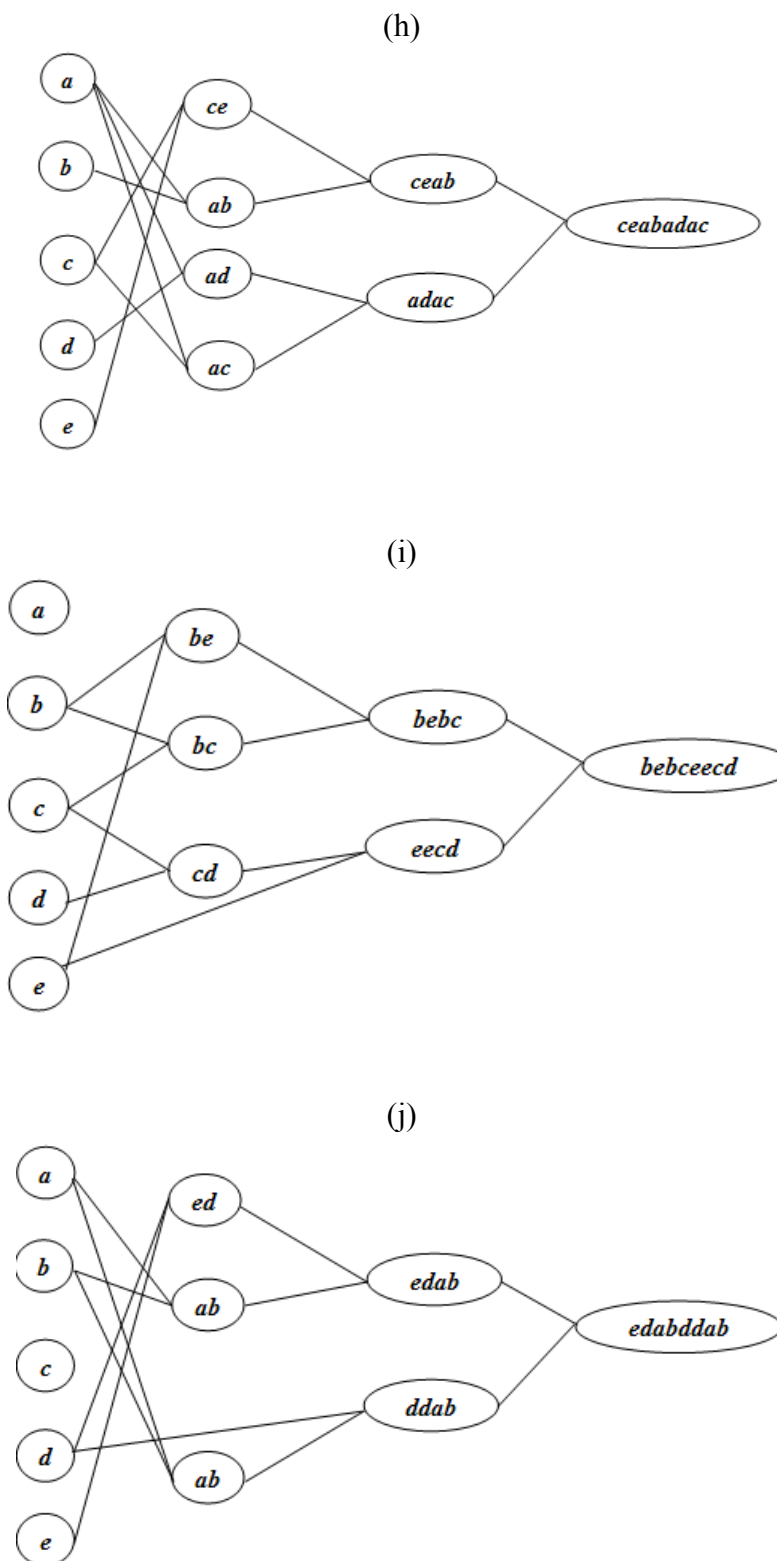 (h)
a
ce
b
ab
ceab
ceabadac
c
ad
adac
d
ac
e
(i)
a
be
b
bc
bebc
bebceecd
c
cd
eecd
d
e
(j)
a
ed
b
ab
edab
edabddab
c
ddab
d
ab
e